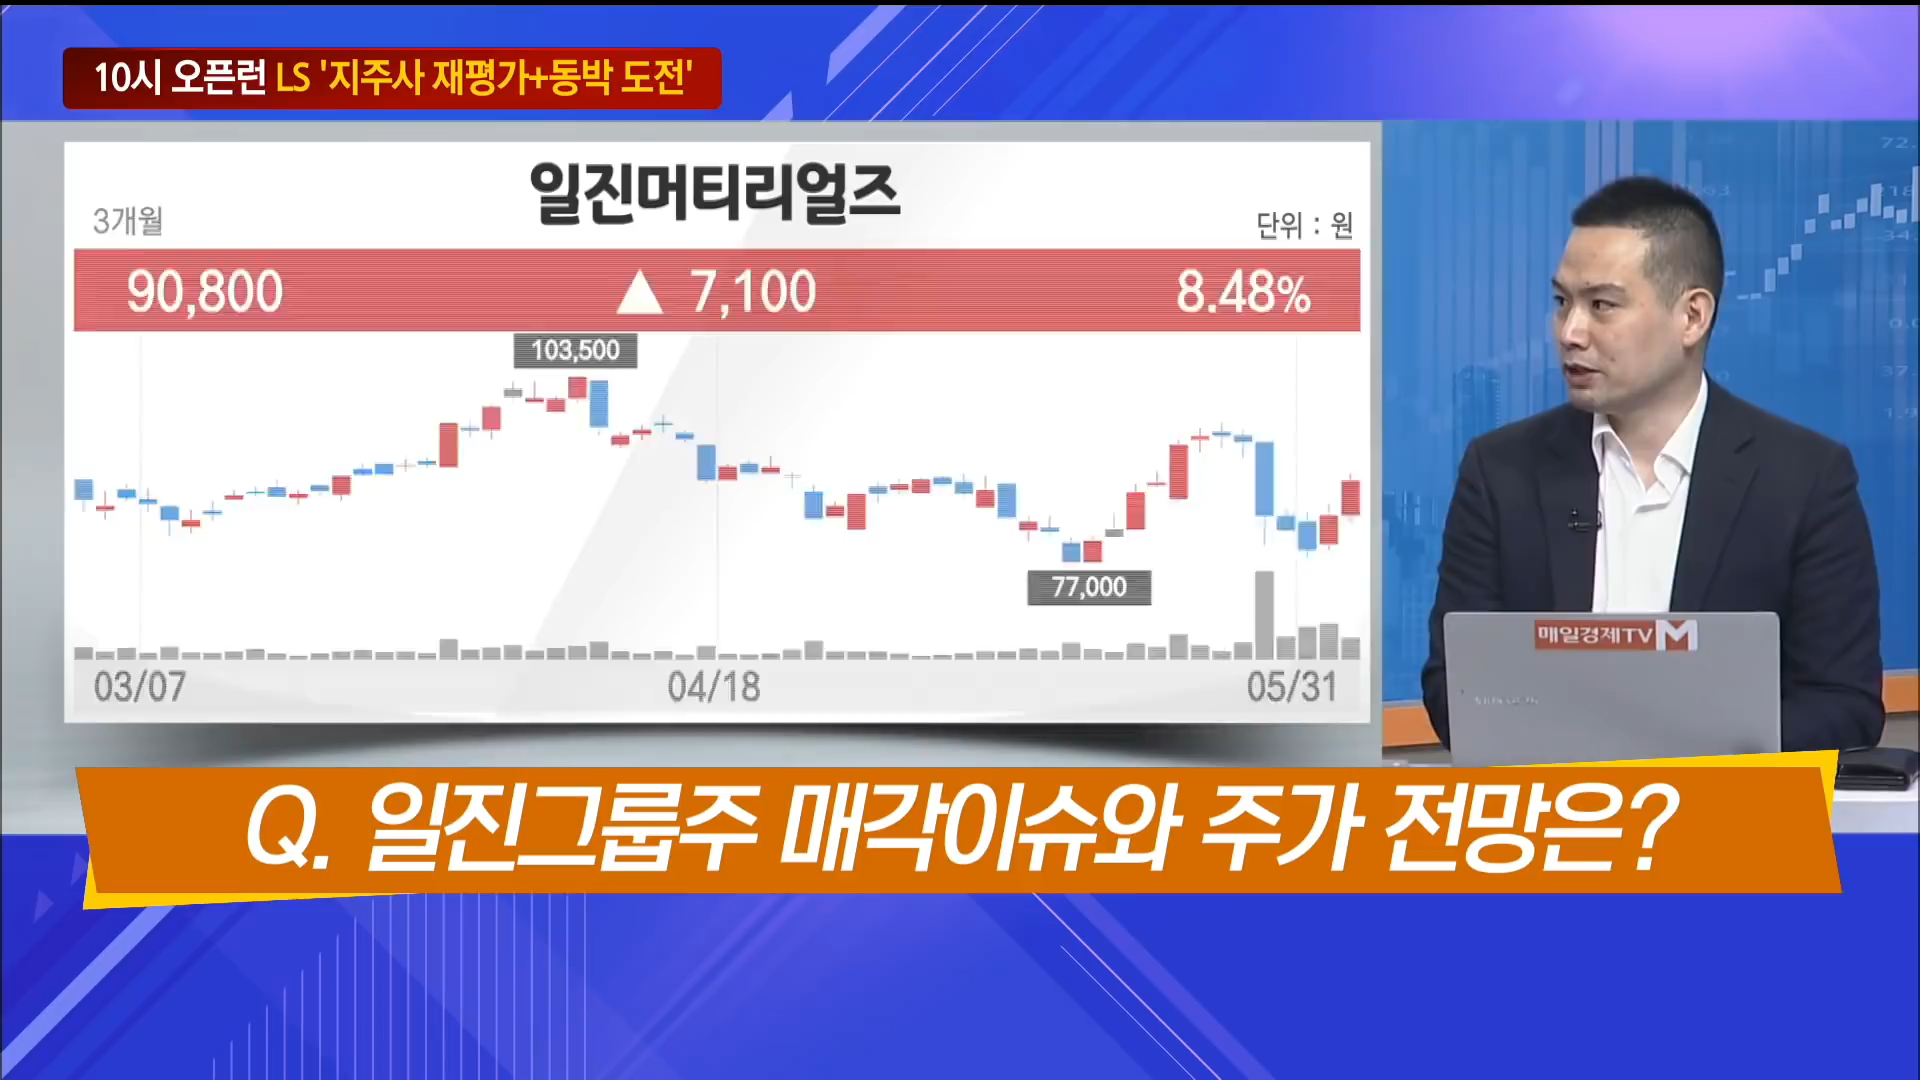 10시 오픈런 LS '지주사 재평가+동박 도전'
일진머티리얼즈
3개월
단위 : 원
90,800 ▲ 7,100 8.48%
103,500
77,000
03/07 04/18 05/31
매일경제TV M
Q. 일진그룹주 매각이슈와 주가 전망은?